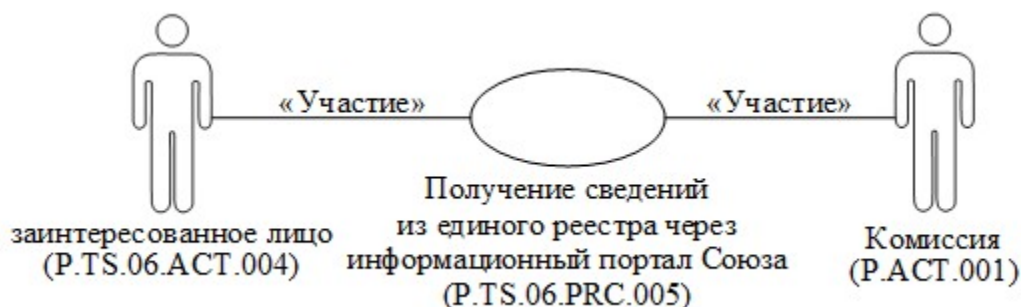 «Участие»
«Участие»
заинтересованное лицо
(P.TS.06.ACT.004)
Получение сведений
из единого реестра через
информационный портал Союза
(P.TS.06.PRC.005)
Комиссия
(P.ACT.001)